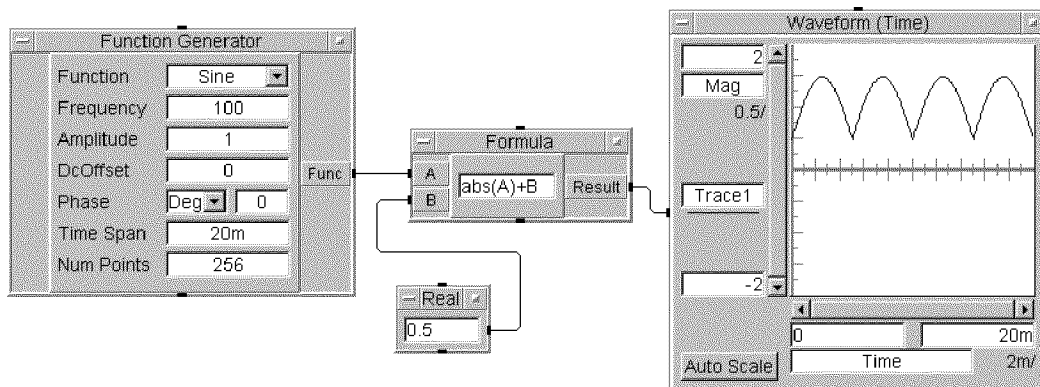 Function Generator
Function Sine
Frequency 100
Amplitude 1
DcOffset 0
Phase Deg 0
Time Span 20m
Num Points 256
Func
Formula
A
B
abs(A)+B
Result
Real
0.5
Waveform (Time)
2
Mag
0.5/
Trace1
-2
0 20m
Auto Scale Time 2m/